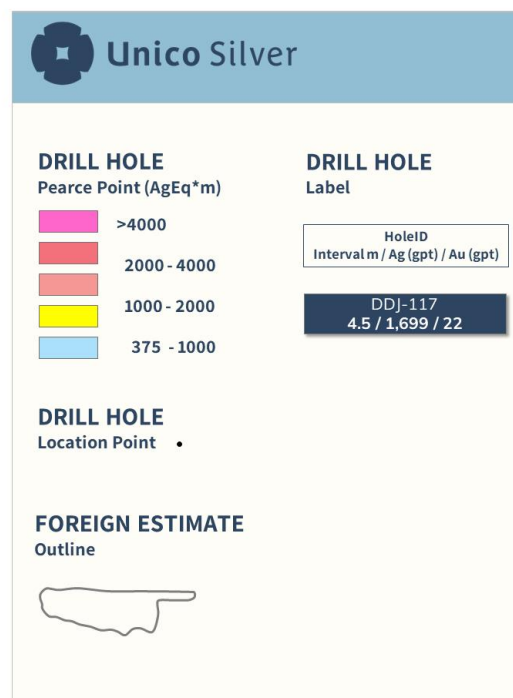 Unico Silver
DRILL HOLE
Pearce Point (AgEq*m)
>4000
2000 - 4000
1000 - 2000
375 - 1000
DRILL HOLE
Label
HoleID
Interval m / Ag (gpt) / Au (gpt)
DDJ-117
4.5 / 1,699 / 22
DRILL HOLE
Location Point
FOREIGN ESTIMATE
Outline